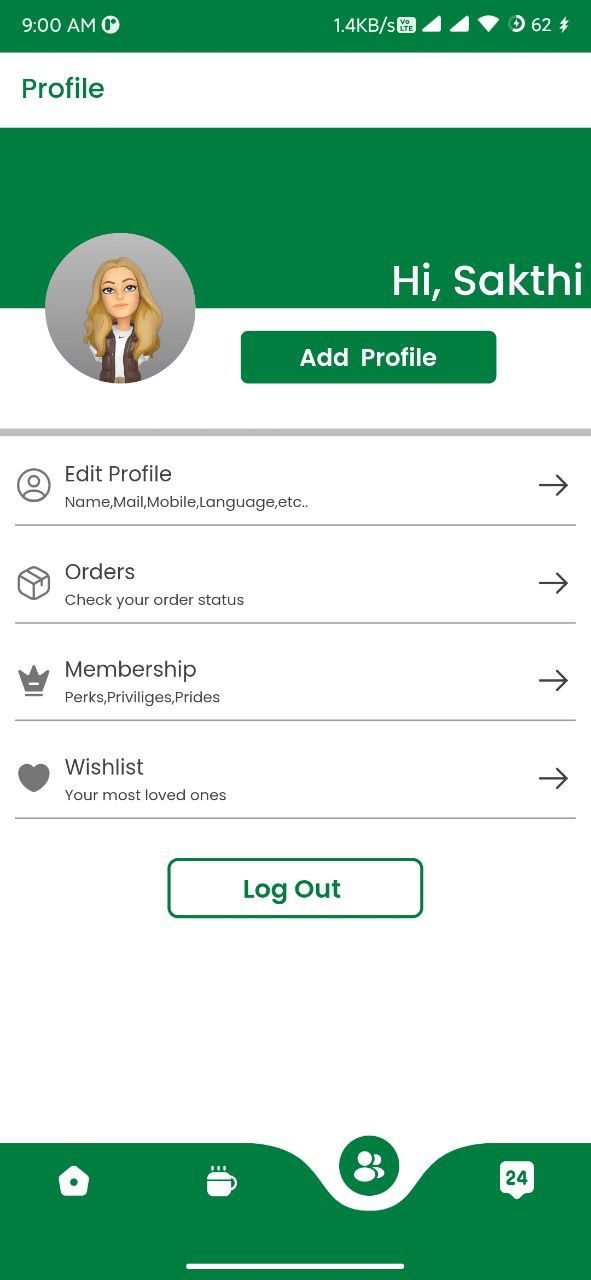 9:00 AM
1.4KB/s Vo LTE 62
Profile
Hi, Sakthi
Add Profile
Edit Profile
Name,Mail,Mobile,Language,etc..
Orders
Check your order status
Membership
Perks,Priviliges,Prides
Wishlist
Your most loved ones
Log Out
24